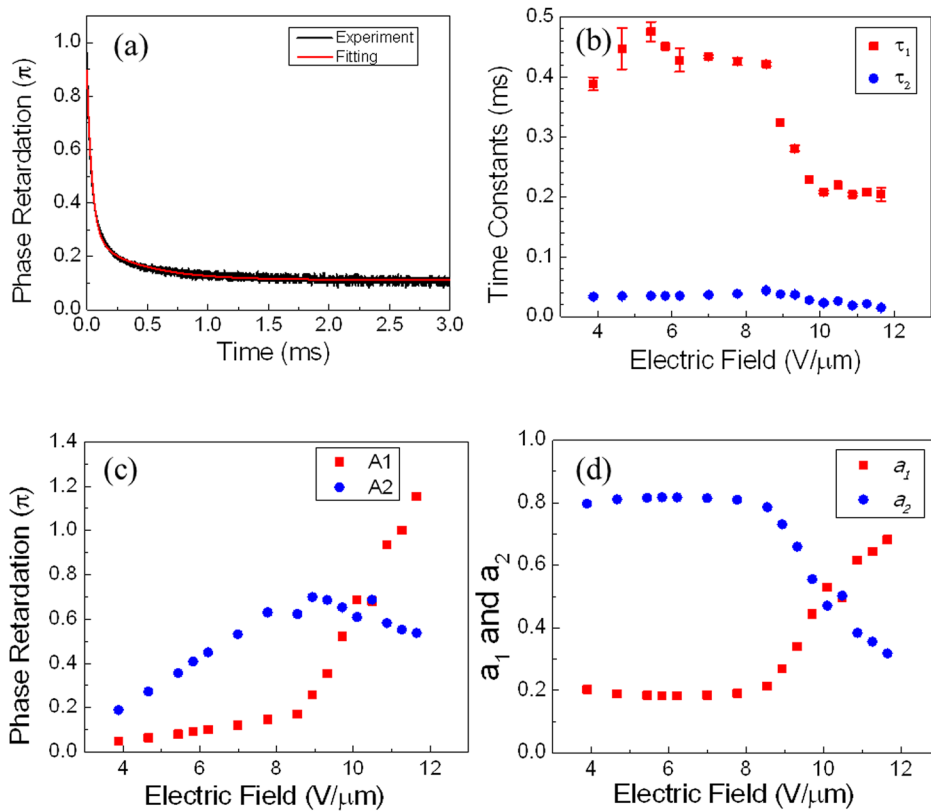 (a)
Experiment
Fitting
Phase Retardation (π)
1.0
0.8
0.6
0.4
0.2
0.0
0.0 0.5 1.0 1.5 2.0 2.5 3.0
Time (ms)
(b)
τ₁
τ₂
Time Constants (ms)
0.5
0.4
0.3
0.2
0.1
0.0
4 6 8 10 12
Electric Field (V/μm)
(c)
A1
A2
Phase Retardation (π)
1.4
1.2
1.0
0.8
0.6
0.4
0.2
0.0
4 6 8 10 12
Electric Field (V/μm)
(d)
a₁
a₂
a₁ and a₂
1.0
0.8
0.6
0.4
0.2
0.0
4 6 8 10 12
Electric Field (V/μm)